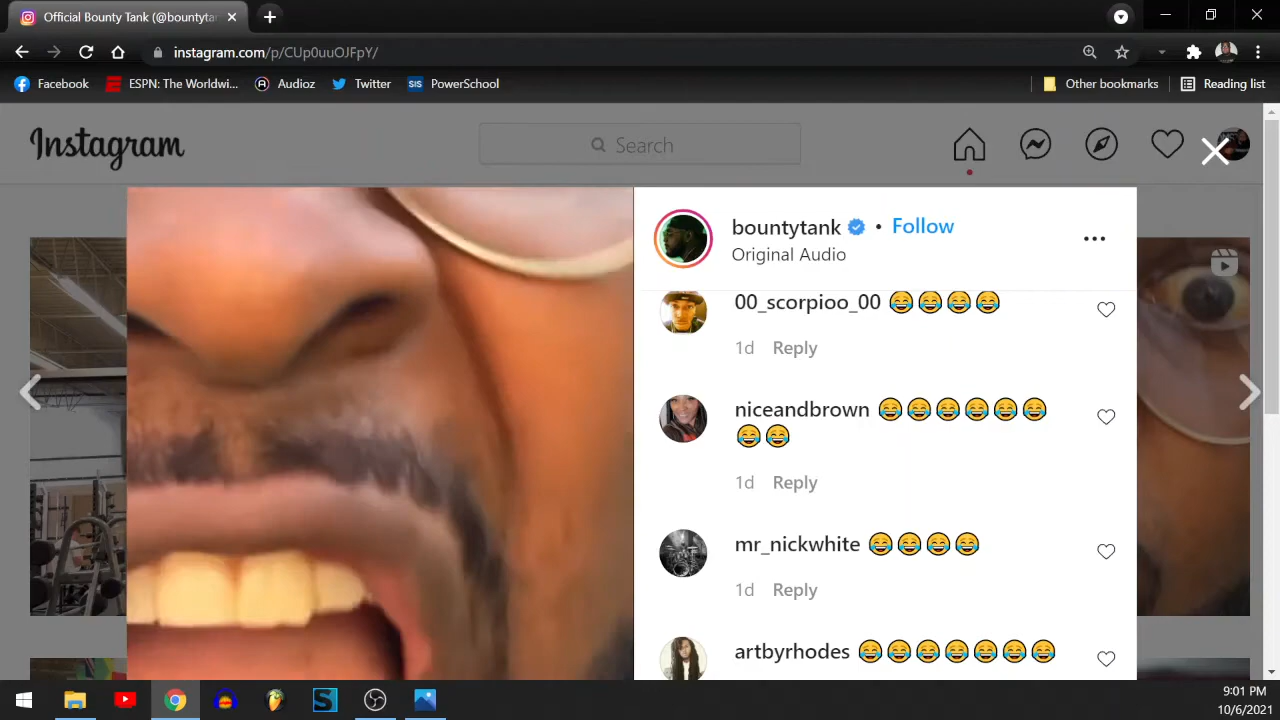 Official Bounty Tank (@bountytan
instagram.com/p/CUp0uuOJFpY/
Facebook
ESPN: The Worldwi...
Audioz
Twitter
SIS
PowerSchool
Other bookmarks
Reading list
Instagram
Search
bountytank • Follow
Original Audio
00_scorpioo_00 😂😂😂😂
1d Reply
niceandbrown 😂😂😂😂😂😂
😂😂
1d Reply
mr_nickwhite 😂😂😂😂
1d Reply
artbyrhodes 😂😂😂😂😂😂😂
9:01 PM
10/6/2021